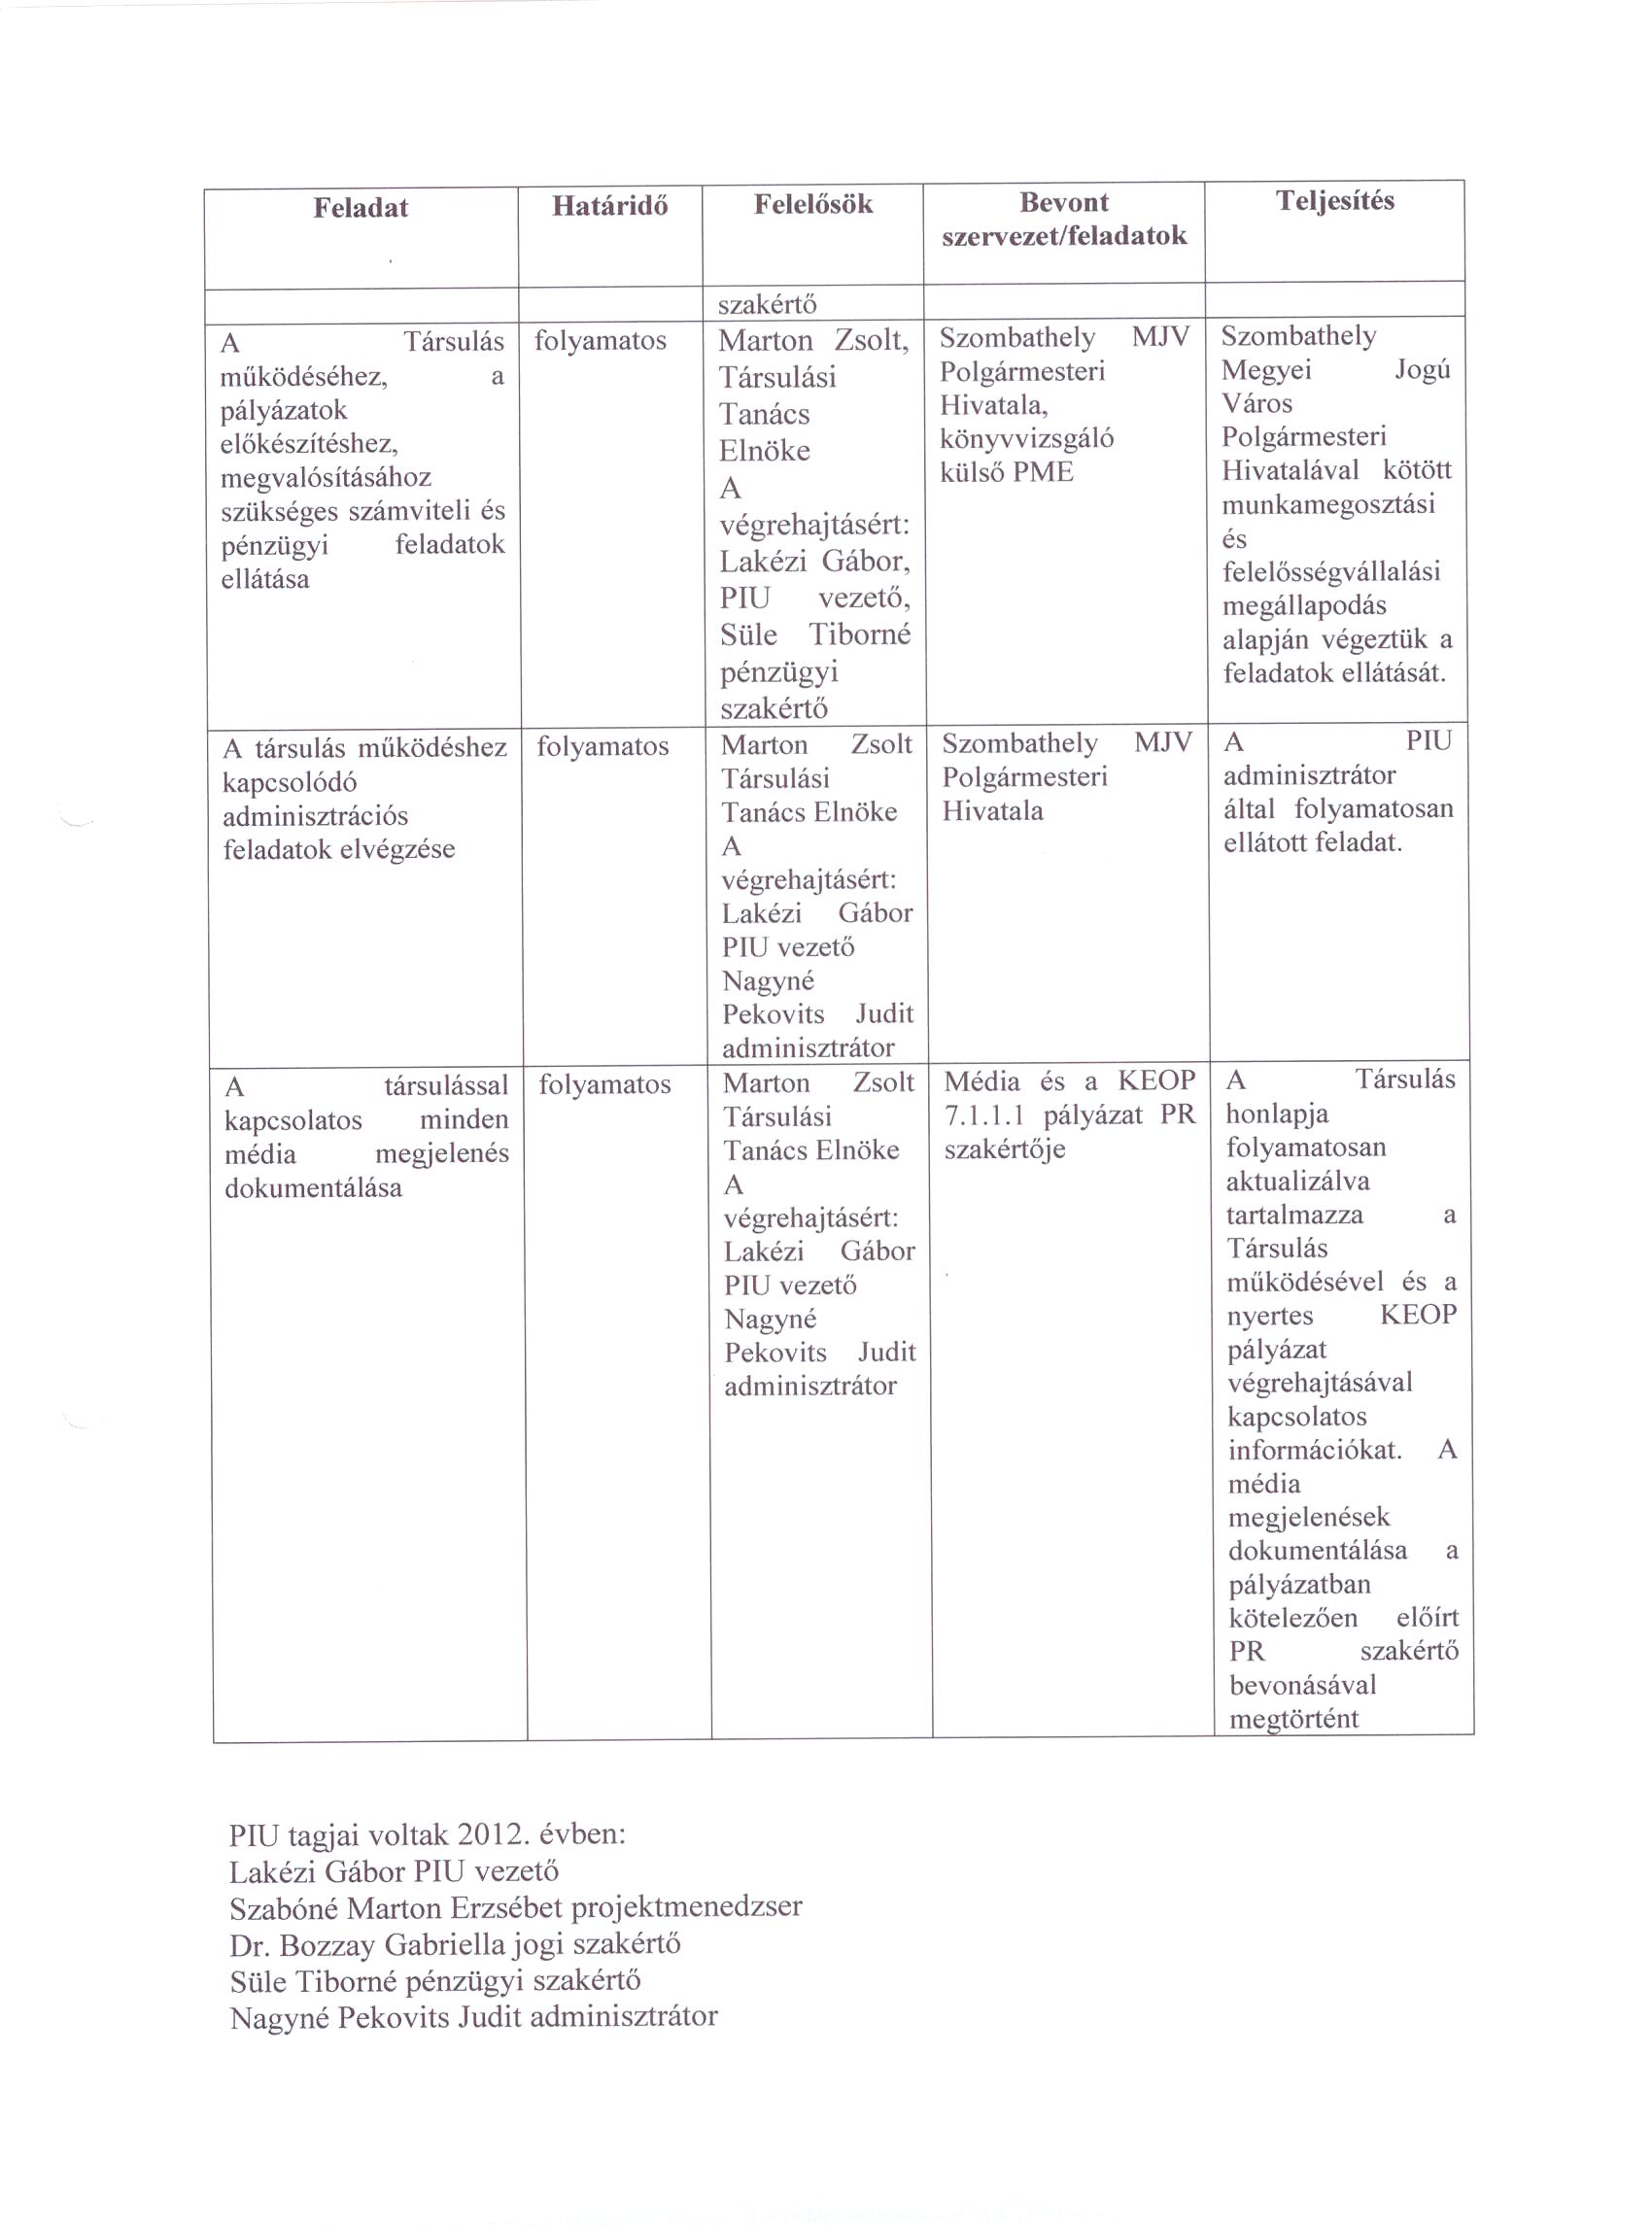 Feladat
Határidő
Felelősök
Bevont
szervezet/feladatok
Teljesítés
szakértő
A Társulás
működéséhez, a
pályázatok
előkészítéshez,
megvalósításához
szükséges számviteli és
pénzügyi feladatok
ellátása
folyamatos
Marton Zsolt,
Társulási
Tanács
Elnöke
A
végrehajtásért:
Lakézi Gábor,
PIU vezető,
Süle Tiborné
pénzügyi
szakértő
Szombathely MJV
Polgármesteri
Hivatala,
könyvvizsgáló
külső PME
Szombathely
Megyei Jogú
Város
Polgármesteri
Hivatalával kötött
munkamegosztási
és
felelősségvállalási
megállapodás
alapján végeztük a
feladatok ellátását.
A társulás működéshez
kapcsolódó
adminisztrációs
feladatok elvégzése
folyamatos
Marton Zsolt
Társulási
Tanács Elnöke
A
végrehajtásért:
Lakézi Gábor
PIU vezető
Nagyné
Pekovits Judit
adminisztrátor
Szombathely MJV
Polgármesteri
Hivatala
A PIU
adminisztrátor
által folyamatosan
ellátott feladat.
A társulással
kapcsolatos minden
média megjelenés
dokumentálása
folyamatos
Marton Zsolt
Társulási
Tanács Elnöke
A
végrehajtásért:
Lakézi Gábor
PIU vezető
Nagyné
Pekovits Judit
adminisztrátor
Média és a KEOP
7.1.1.1 pályázat PR
szakértője
A Társulás
honlapja
folyamatosan
aktualizálva
tartalmazza a
Társulás
működésével és a
nyertes KEOP
pályázat
végrehajtásával
kapcsolatos
információkat. A
média
megjelenések
dokumentálása a
pályázatban
kötelezően előírt
PR szakértő
bevonásával
megtörtént
PIU tagjai voltak 2012. évben:
Lakézi Gábor PIU vezető
Szabóné Marton Erzsébet projektmenedzser
Dr. Bozzay Gabriella jogi szakértő
Süle Tiborné pénzügyi szakértő
Nagyné Pekovits Judit adminisztrátor